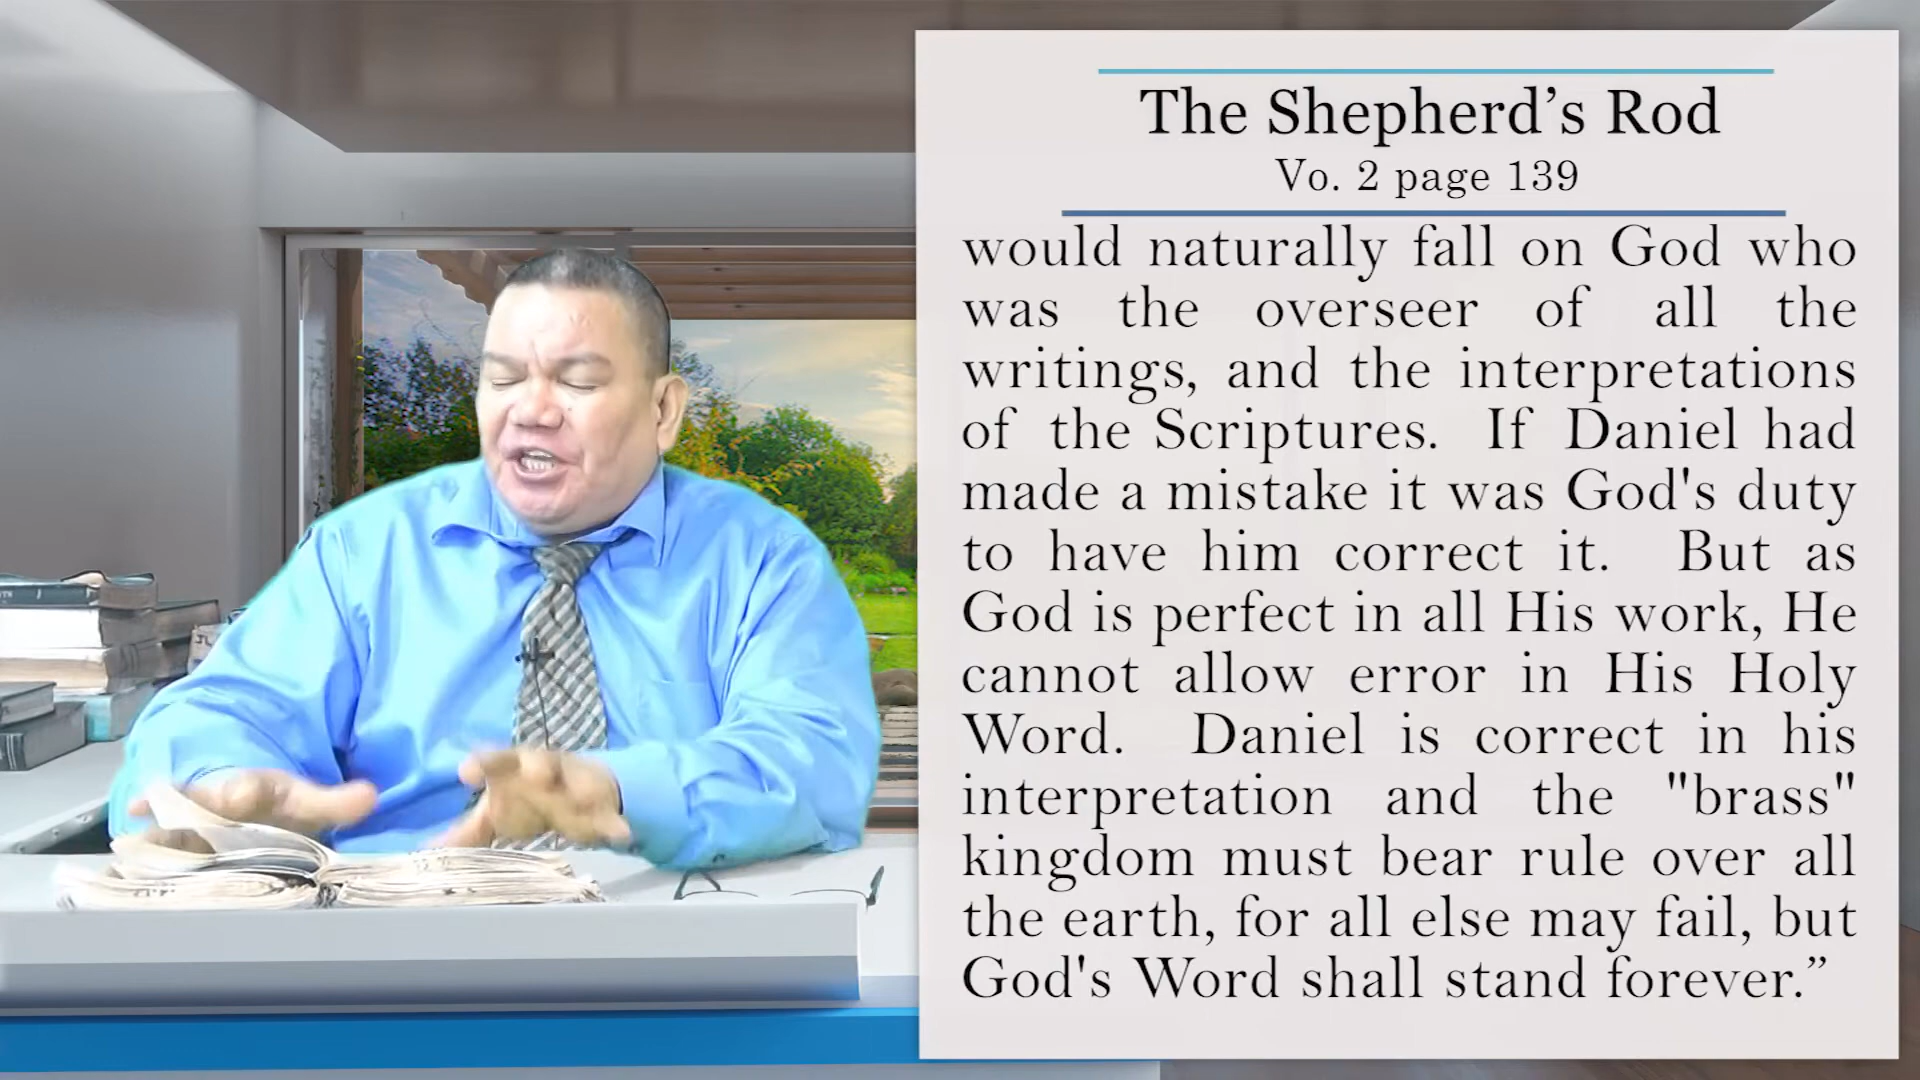 The Shepherd’s Rod
Vo. 2 page 139
would naturally fall on God who
was the overseer of all the
writings, and the interpretations
of the Scriptures. If Daniel had
made a mistake it was God's duty
to have him correct it. But as
God is perfect in all His work, He
cannot allow error in His Holy
Word. Daniel is correct in his
interpretation and the "brass"
kingdom must bear rule over all
the earth, for all else may fail, but
God's Word shall stand forever.”